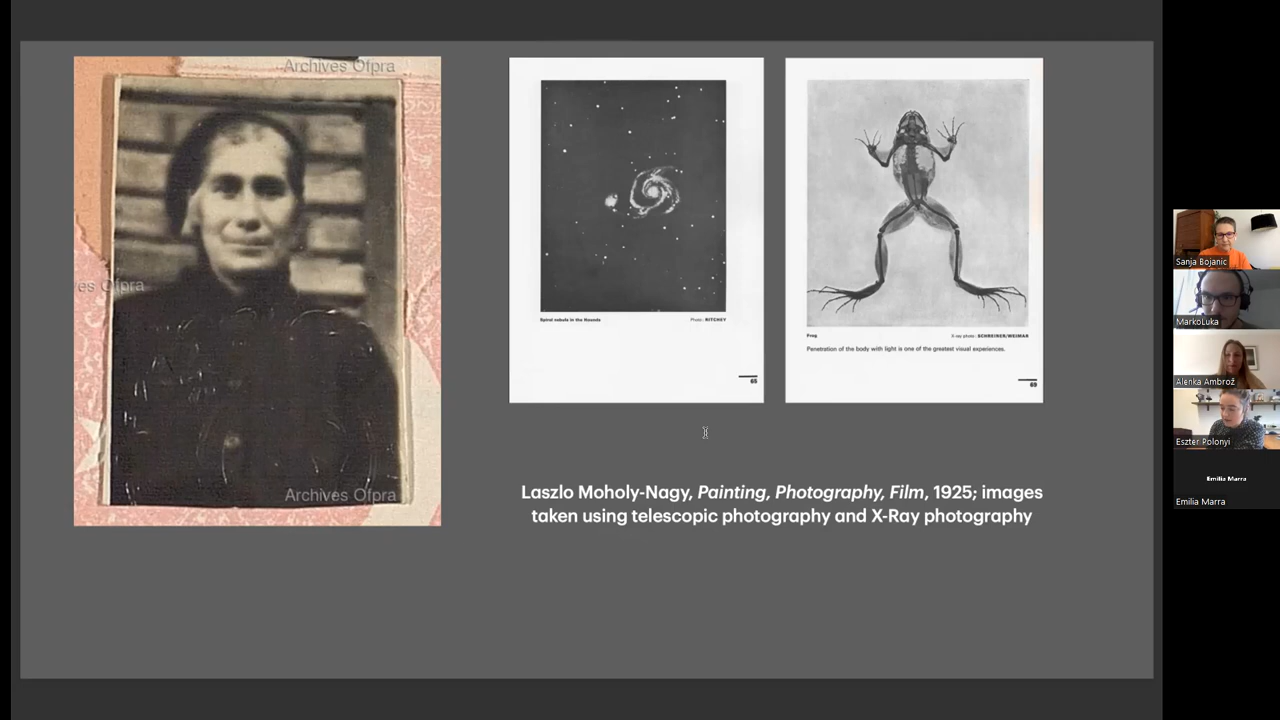 Archives Ofpra
ves Ofpra
Archives Ofpra
Spiral nebula in the Hounds
Photo: RITCHEY
65
Frog
X-ray photo: SCHREINER/WEIMAR
Penetration of the body with light is one of the greatest visual experiences.
69
Laszlo Moholy-Nagy, Painting, Photography, Film, 1925; images
taken using telescopic photography and X-Ray photography
Sanja Bojanic
MarkoLuka
Alenka Ambrož
Eszter Polonyi
Emilia Marra
Emilia Marra